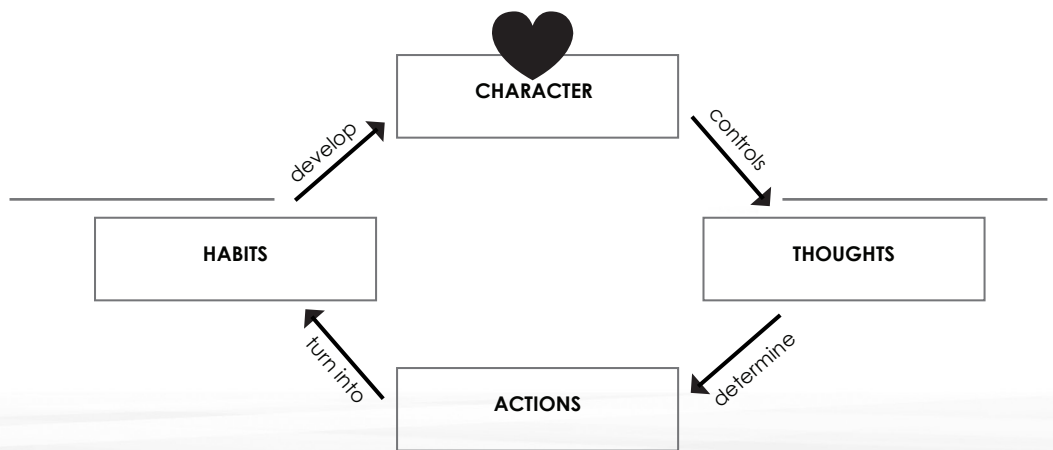 CHARACTER
develop
controls
HABITS
THOUGHTS
turn into
determine
ACTIONS